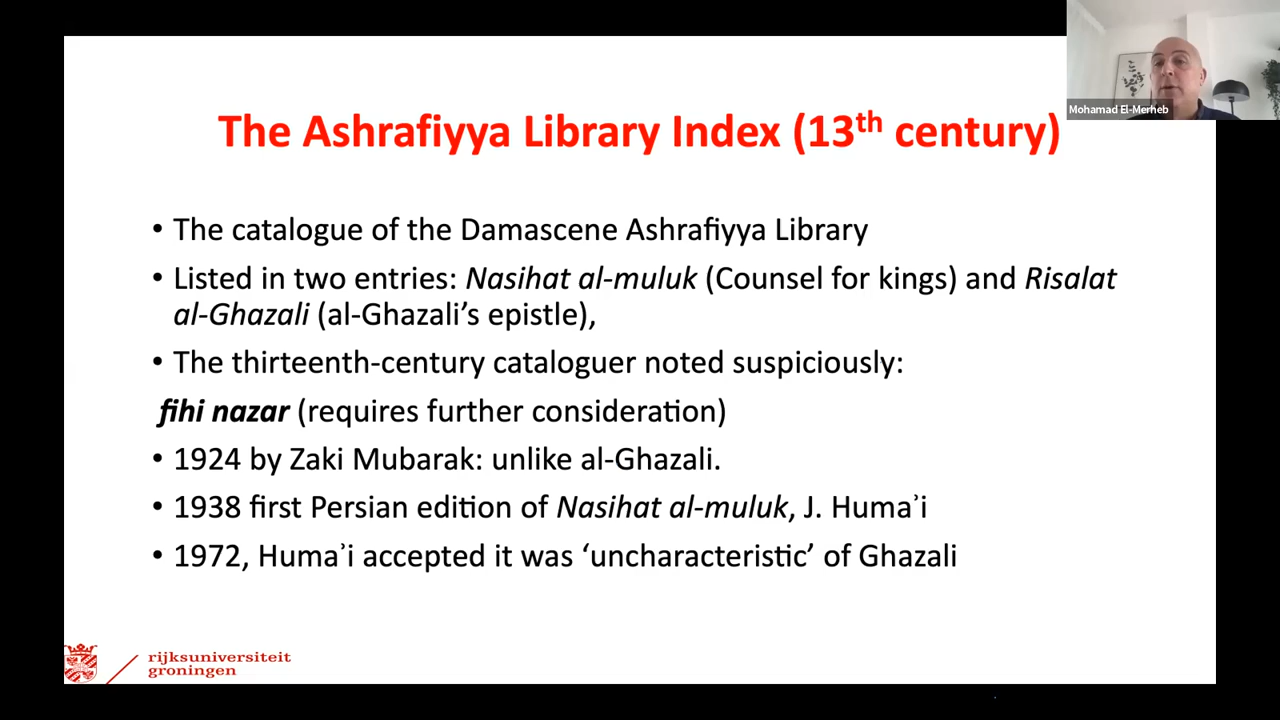 Mohamad El-Merheb
The Ashrafiyya Library Index (13th century)
• The catalogue of the Damascene Ashrafiyya Library
• Listed in two entries: Nasihat al-muluk (Counsel for kings) and Risalat
al-Ghazali (al-Ghazali’s epistle),
• The thirteenth-century cataloguer noted suspiciously:
fihi nazar (requires further consideration)
• 1924 by Zaki Mubarak: unlike al-Ghazali.
• 1938 first Persian edition of Nasihat al-muluk, J. Humaʾi
• 1972, Humaʾi accepted it was ‘uncharacteristic’ of Ghazali
rijksuniversiteit
groningen